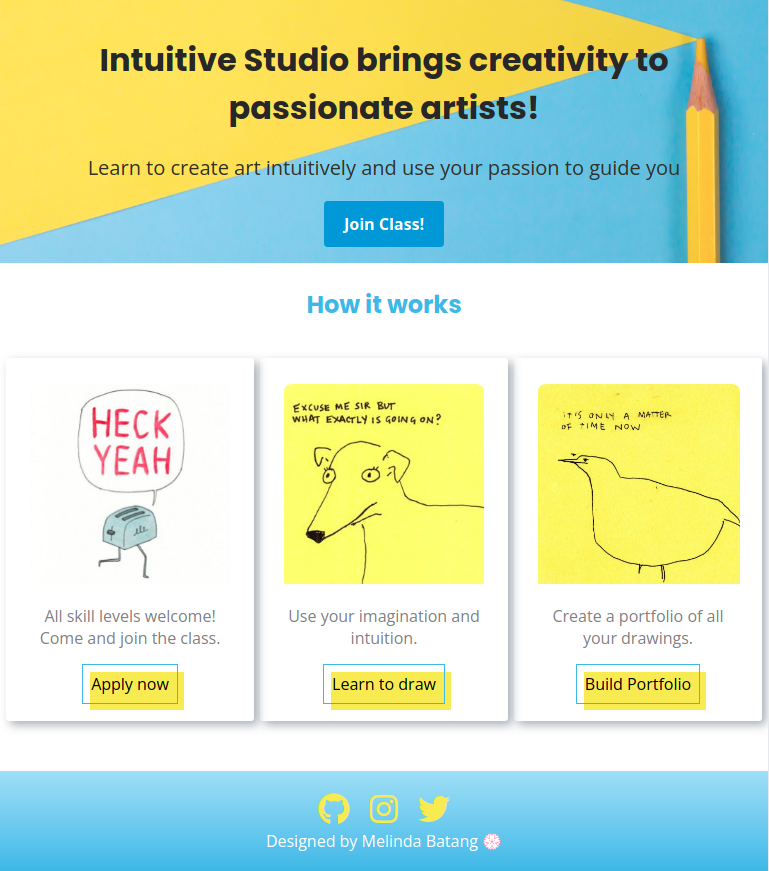 Intuitive Studio brings creativity to
passionate artists!
Learn to create art intuitively and use your passion to guide you
Join Class!
How it works
HECK
YEAH
All skill levels welcome!
Come and join the class.
Apply now
EXCUSE ME SIR BUT
WHAT EXACTLY IS GOING ON?
Use your imagination and
intuition.
Learn to draw
IT'S ONLY A MATTER
OF TIME NOW
Create a portfolio of all
your drawings.
Build Portfolio
Designed by Melinda Batang 💮